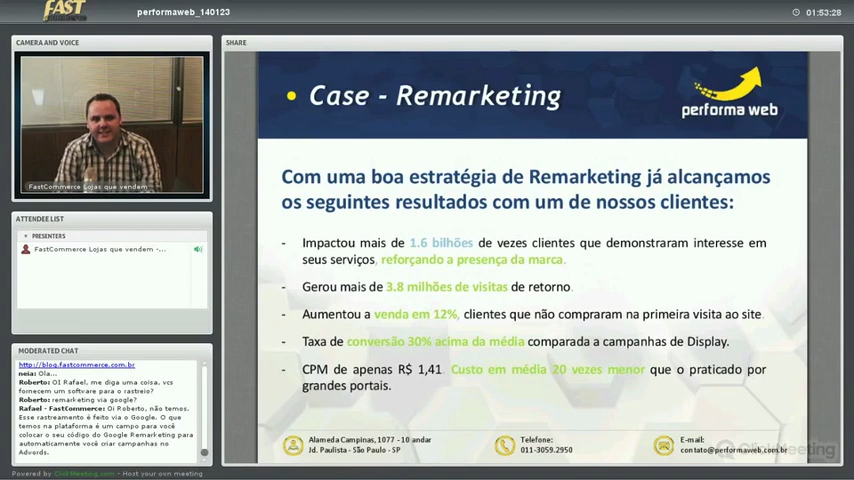 FAST
performaweb_140123
01:53:28
CAMERA AND VOICE
FastCommerce Lojas que vendem
ATTENDEE LIST
PRESENTERS
FastCommerce Lojas que vendem -...
MODERATED CHAT
http://blog.fastcommerce.com.br
neia: Ola...
Roberto: OI Rafael, me diga uma coisa, vcs
fornecem um software para o rastreio?
Roberto: remarketing via google?
Rafael - FastCommerce: Oi Roberto, não temos.
Esse rastreamento é feito via o Google. O que
temos na plataforma é um campo para você
colocar o seu código do Google Remarketing para
automaticamente você criar campanhas no
Adwords.
Powered by ClickMeeting.com - Host your own meeting
SHARE
• Case - Remarketing
performa web
Com uma boa estratégia de Remarketing já alcançamos
os seguintes resultados com um de nossos clientes:
- Impactou mais de 1.6 bilhões de vezes clientes que demonstraram interesse em
seus serviços, reforçando a presença da marca.
- Gerou mais de 3.8 milhões de visitas de retorno.
- Aumentou a venda em 12%, clientes que não compraram na primeira visita ao site.
- Taxa de conversão 30% acima da média comparada a campanhas de Display.
- CPM de apenas R$ 1,41. Custo em média 20 vezes menor que o praticado por
grandes portais.
Alameda Campinas, 1077 - 10 andar
Jd. Paulista - São Paulo - SP
Telefone:
011-3059.2950
E-mail:
contato@performaweb.com.br
ClickMeeting